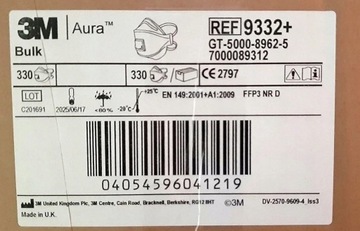 3M Aura™
Bulk
REF 9332+
GT-5000-8962-5
7000089312
330
330 /
CE 2797
LOT
C201691
2025/06/17
<80%
-20°C
+25°C
EN 149:2001+A1:2009 FFP3 NR D
04054596041219
3M United Kingdom Plc, 3M Centre, Cain Road, Bracknell, Berkshire, RG12 8HT ©3M DV-2570-9609-4_Iss3
Made in U.K.